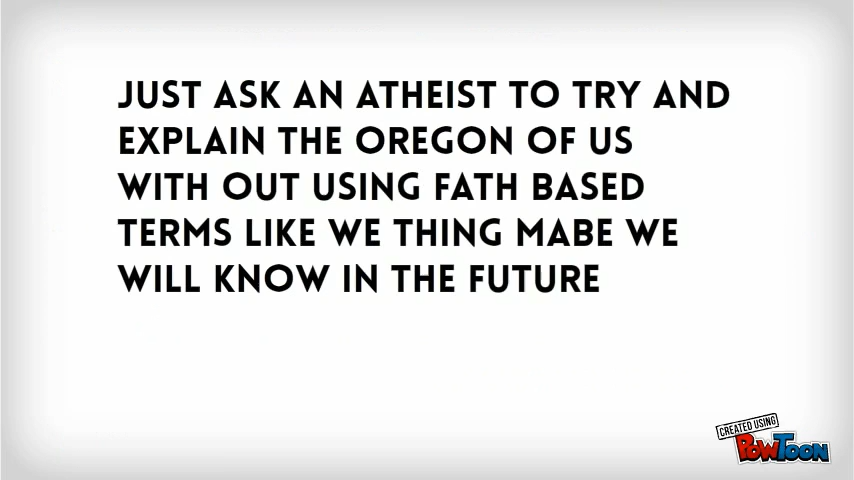 JUST ASK AN ATHEIST TO TRY AND
EXPLAIN THE OREGON OF US
WITH OUT USING FATH BASED
TERMS LIKE WE THING MABE WE
WILL KNOW IN THE FUTURE
CREATED USING
POWTOON